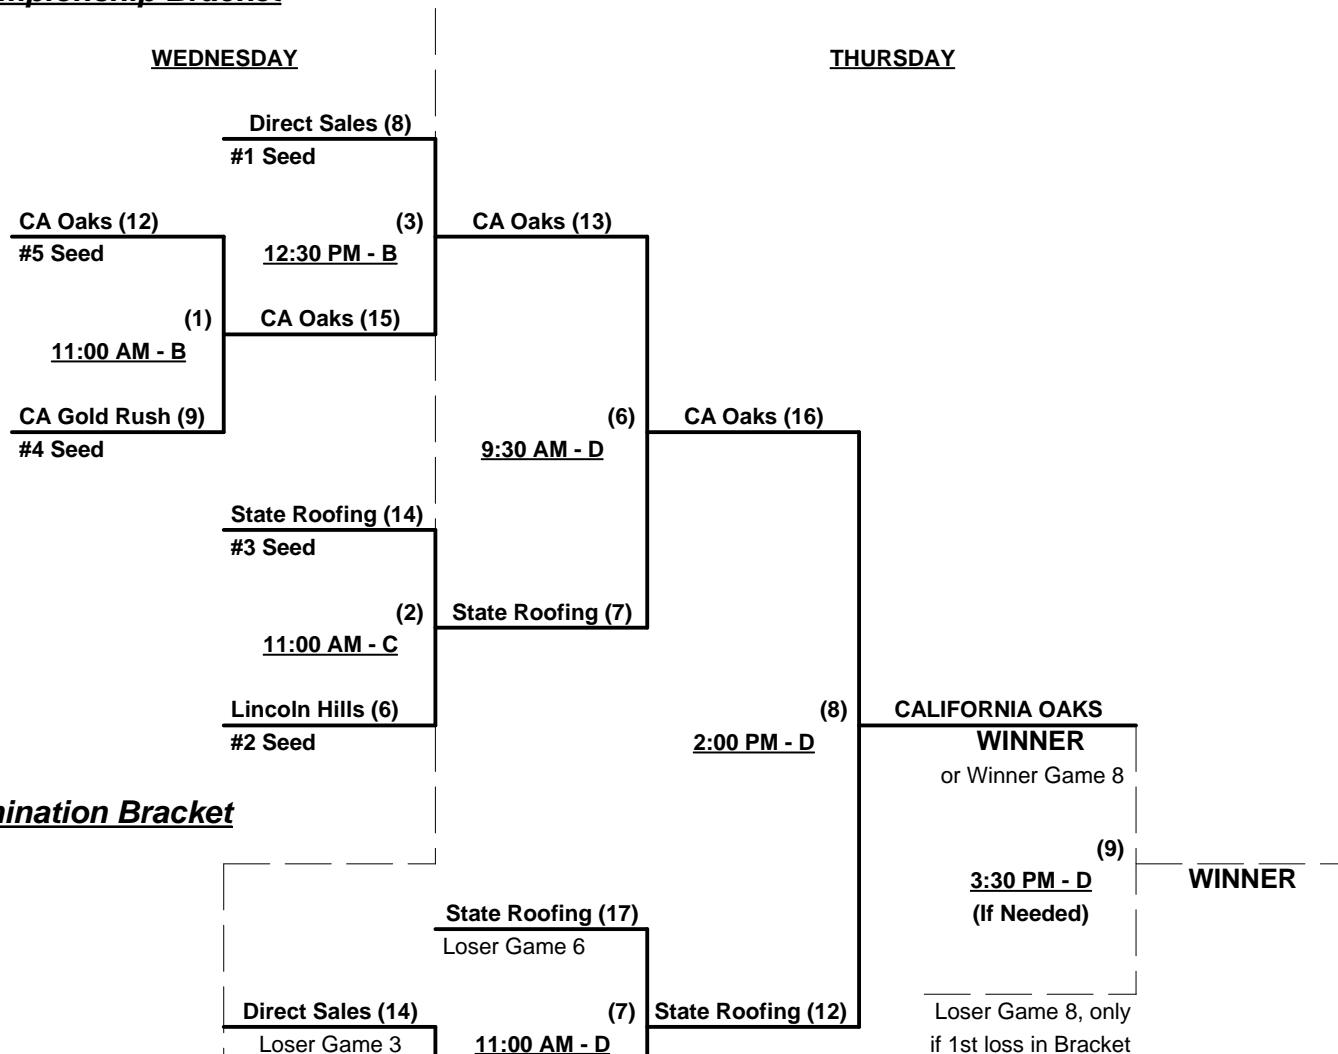 Bracket
WEDNESDAY
THURSDAY
Direct Sales (8)
#1 Seed
CA Oaks (12)
#5 Seed
(3)
12:30 PM - B
CA Oaks (13)
(1)
11:00 AM - B
CA Oaks (15)
CA Gold Rush (9)
#4 Seed
(6)
9:30 AM - D
CA Oaks (16)
State Roofing (14)
#3 Seed
(2)
11:00 AM - C
State Roofing (7)
Lincoln Hills (6)
#2 Seed
(8)
2:00 PM - D
CALIFORNIA OAKS
WINNER
or Winner Game 8
Bracket
(9)
3:30 PM - D
(If Needed)
WINNER
State Roofing (17)
Loser Game 6
Direct Sales (14)
Loser Game 3
(7)
11:00 AM - D
State Roofing (12)
Loser Game 8, only
if 1st loss in Bracket